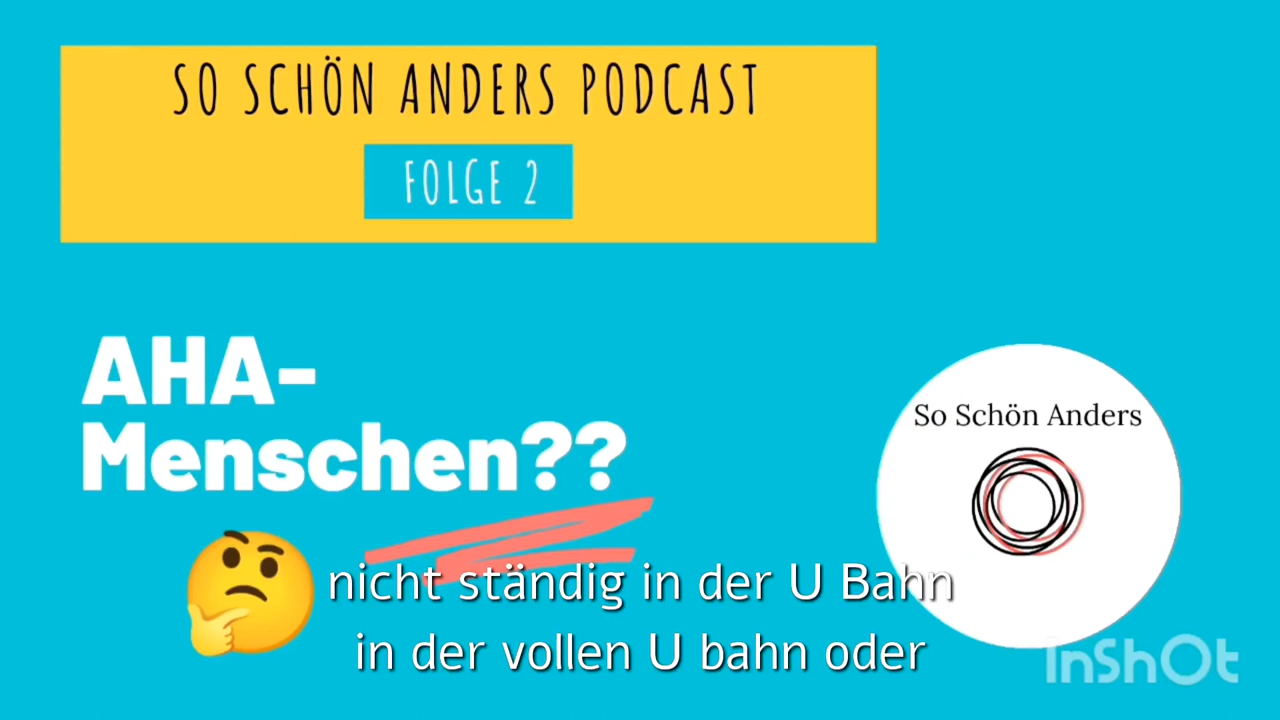 SO SCHÖN ANDERS PODCAST
FOLGE 2
AHA-
Menschen??
So Schön Anders
nicht ständig in der U Bahn
in der vollen U bahn oder
InShOt